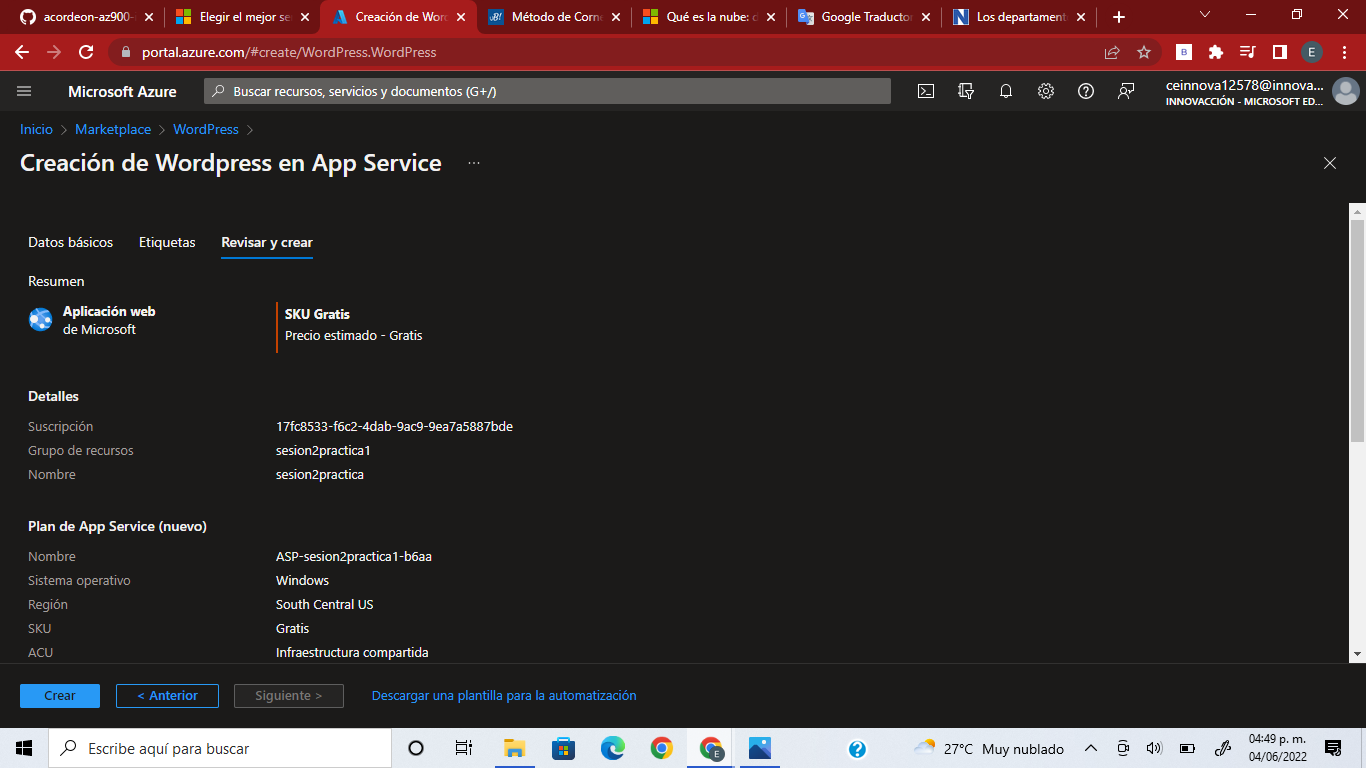 acordeon-az900-
Elegir el mejor se
Creación de Word
Método de Corne
Qué es la nube: d
Google Traductor
Los departament
portal.azure.com/#create/WordPress.WordPress
B
E
Microsoft Azure
Buscar recursos, servicios y documentos (G+/)
ceinnova12578@innova...
INNOVACCIÓN - MICROSOFT ED...
Inicio > Marketplace > WordPress >
Creación de Wordpress en App Service ...
Datos básicos Etiquetas Revisar y crear
Resumen
Aplicación web
de Microsoft
SKU Gratis
Precio estimado - Gratis
Detalles
Suscripción 17fc8533-f6c2-4dab-9ac9-9ea7a5887bde
Grupo de recursos sesion2practica1
Nombre sesion2practica
Plan de App Service (nuevo)
Nombre ASP-sesion2practica1-b6aa
Sistema operativo Windows
Región South Central US
SKU Gratis
ACU Infraestructura compartida
Crear < Anterior Siguiente > Descargar una plantilla para la automatización
Escribe aquí para buscar
27°C Muy nublado
04:49 p. m.
04/06/2022